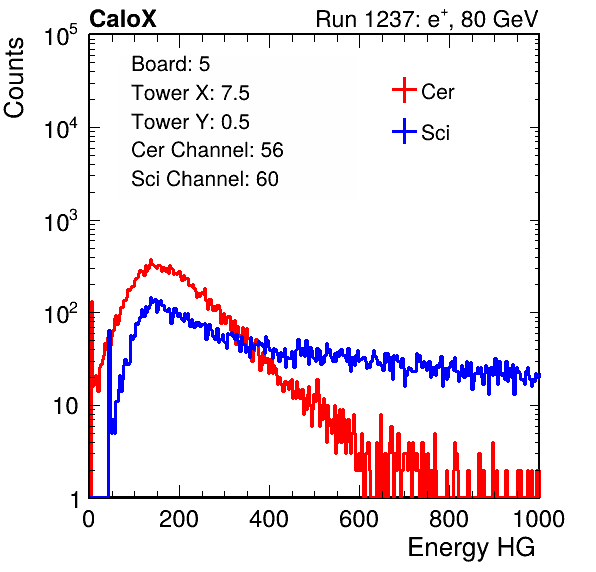 CaloX Run 1237: e⁺, 80 GeV
Counts
10⁵
10⁴
10³
10²
10
1
Board: 5
Tower X: 7.5
Tower Y: 0.5
Cer Channel: 56
Sci Channel: 60
Cer
Sci
0 200 400 600 800 1000
Energy HG